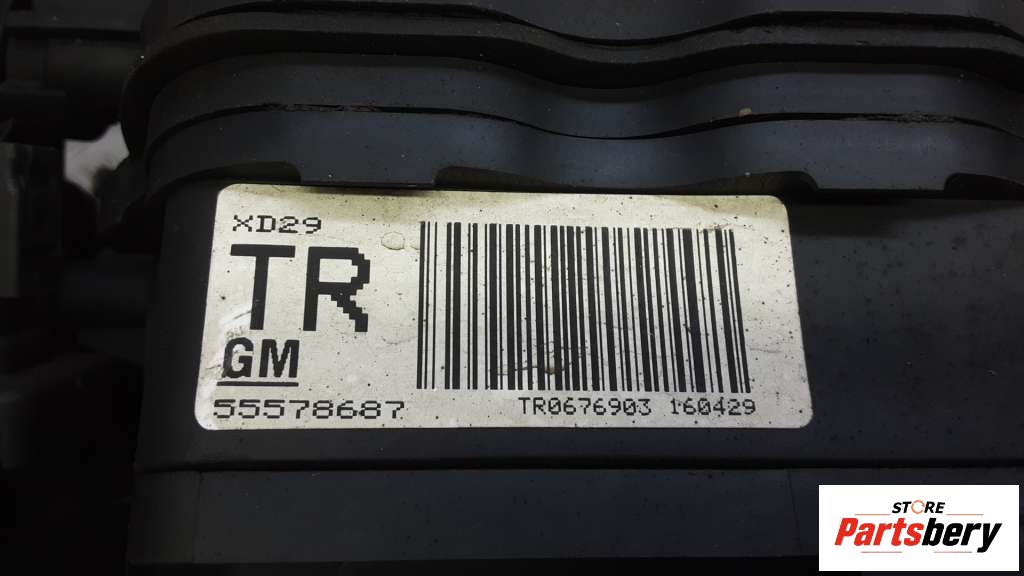 XD29
TR
GM
55578687
TR0676903 160429
STORE
Partsbery